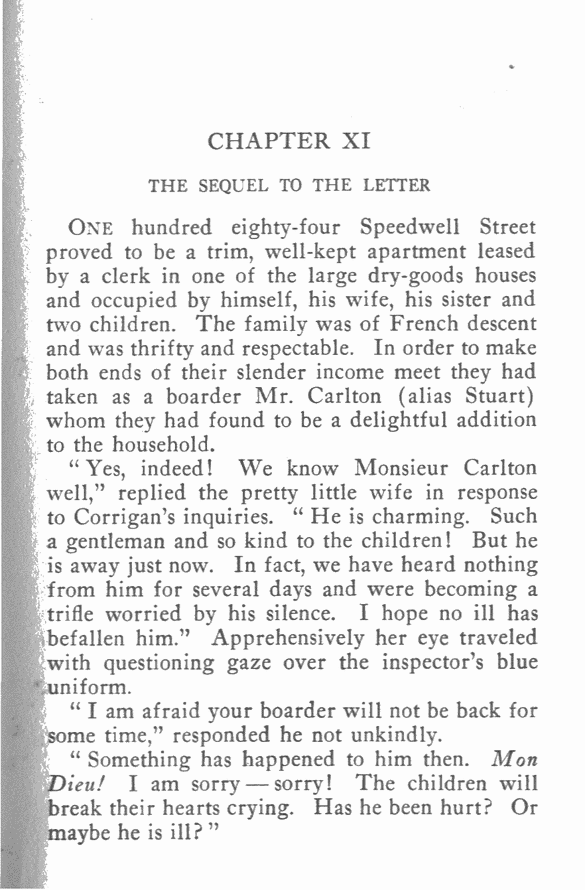 CHAPTER XI
THE SEQUEL TO THE LETTER
ONE hundred eighty-four Speedwell Street
proved to be a trim, well-kept apartment leased
by a clerk in one of the large dry-goods houses
and occupied by himself, his wife, his sister and
two children. The family was of French descent
and was thrifty and respectable. In order to make
both ends of their slender income meet they had
taken as a boarder Mr. Carlton (alias Stuart)
whom they had found to be a delightful addition
to the household.
“ Yes, indeed! We know Monsieur Carlton
well,” replied the pretty little wife in response
to Corrigan’s inquiries. “ He is charming. Such
a gentleman and so kind to the children! But he
is away just now. In fact, we have heard nothing
from him for several days and were becoming a
trifle worried by his silence. I hope no ill has
befallen him.” Apprehensively her eye traveled
with questioning gaze over the inspector’s blue
uniform.
“ I am afraid your boarder will not be back for
some time,” responded he not unkindly.
“ Something has happened to him then. Mon
Dieu! I am sorry — sorry! The children will
break their hearts crying. Has he been hurt? Or
maybe he is ill? ”